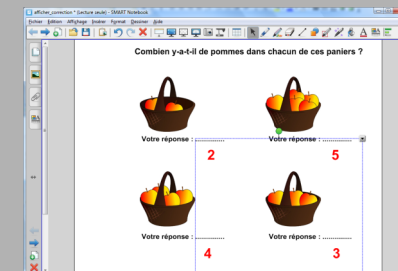 afficher_correction * (Lecture seule) - SMART Notebook
Fichier Edition Affichage Insérer Format Dessiner Aide
Combien y-a-t-il de pommes dans chacun de ces paniers ?
Votre réponse : .............. Votre réponse : ..............
2 5
Votre réponse : .............. Votre réponse : ..............
4 3